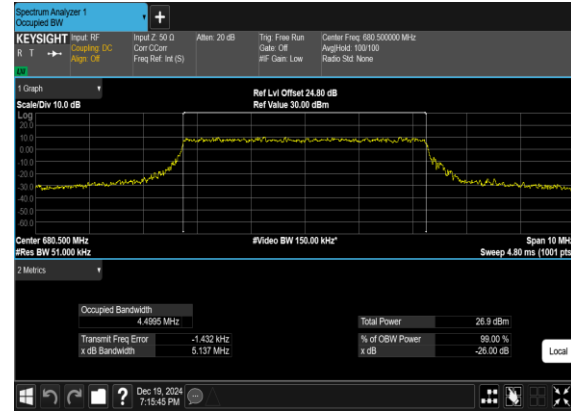 Spectrum Analyzer 1
Occupied BW
KEYSIGHT
R T
LU
Input: RF
Coupling: DC
Align: Off
Input Z: 50 Ω
Corr CCorr
Freq Ref: Int (S)
Atten: 20 dB
Trig: Free Run
Gate: Off
#IF Gain: Low
Center Freq: 680.500000 MHz
Avg|Hold: 100/100
Radio Std: None
1 Graph
Scale/Div 10.0 dB
Ref Lvl Offset 24.80 dB
Ref Value 30.00 dBm
Log
20.0
10.0
0.00
-10.0
-20.0
-30.0
-40.0
-50.0
-60.0
Center 680.500 MHz
#Res BW 51.000 kHz
#Video BW 150.00 kHz*
Span 10 MHz
Sweep 4.80 ms (1001 pts
2 Metrics
Occupied Bandwidth
4.4995 MHz
Transmit Freq Error -1.432 kHz
x dB Bandwidth 5.137 MHz
Total Power 26.9 dBm
% of OBW Power 99.00 %
x dB -26.00 dB
Local
?
Dec 19, 2024
7:15:45 PM